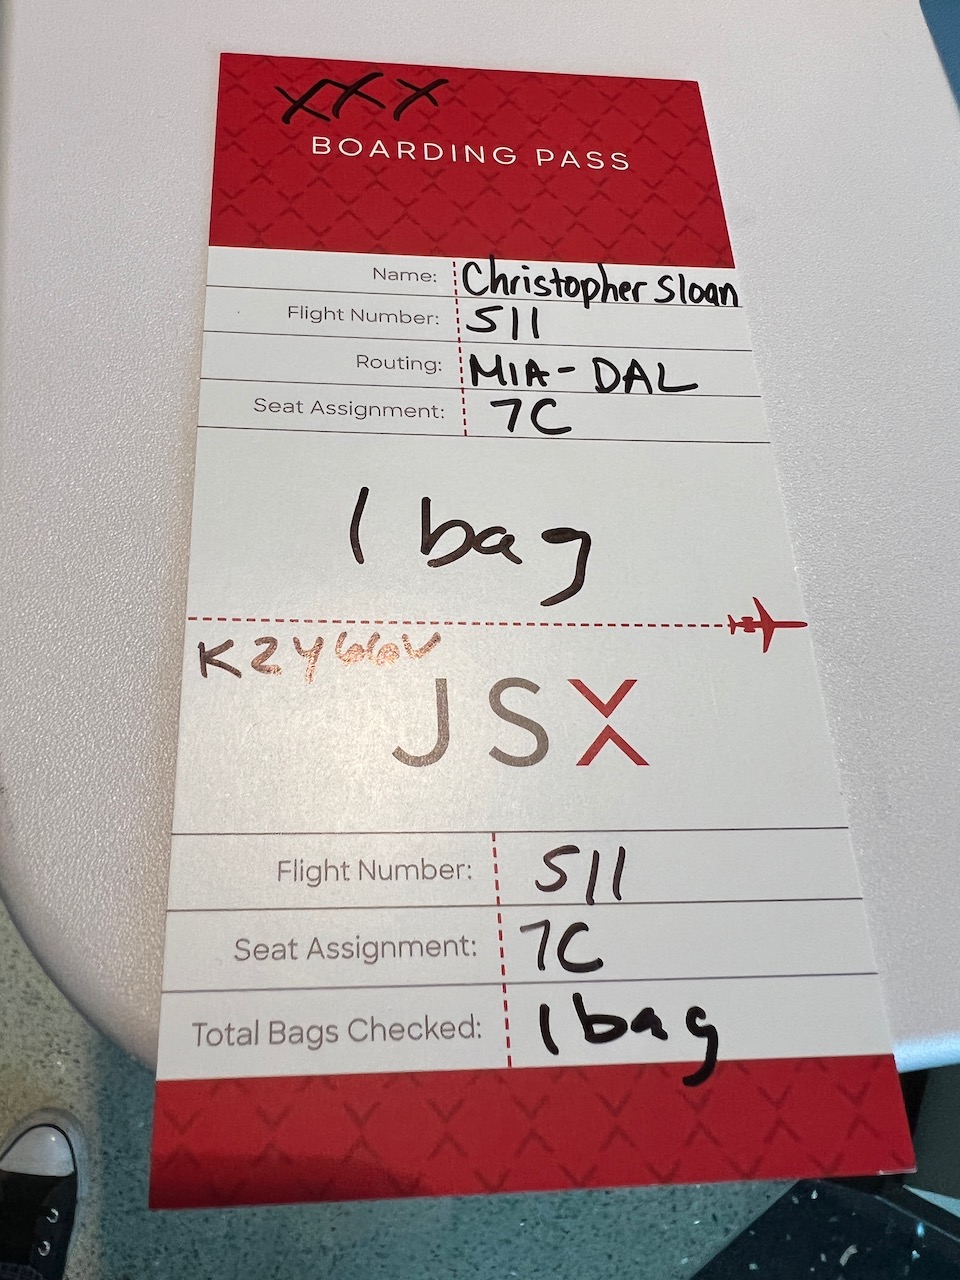 XXX
BOARDING PASS
Name: Christopher Sloan
Flight Number: 511
Routing: MIA-DAL
Seat Assignment: 7C
1 bag
K2Y66V
JSX
Flight Number: 511
Seat Assignment: 7C
Total Bags Checked: 1 bag